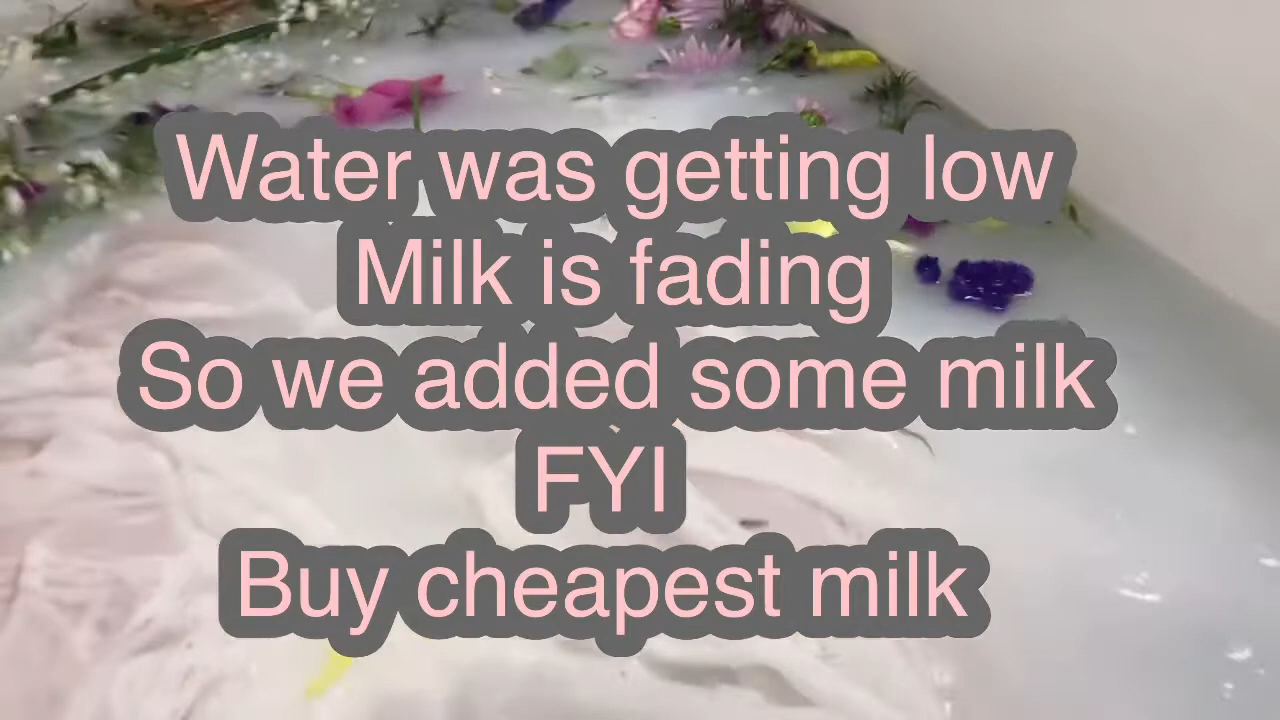 Water was getting low
Milk is fading
So we added some milk
FYI
Buy cheapest milk